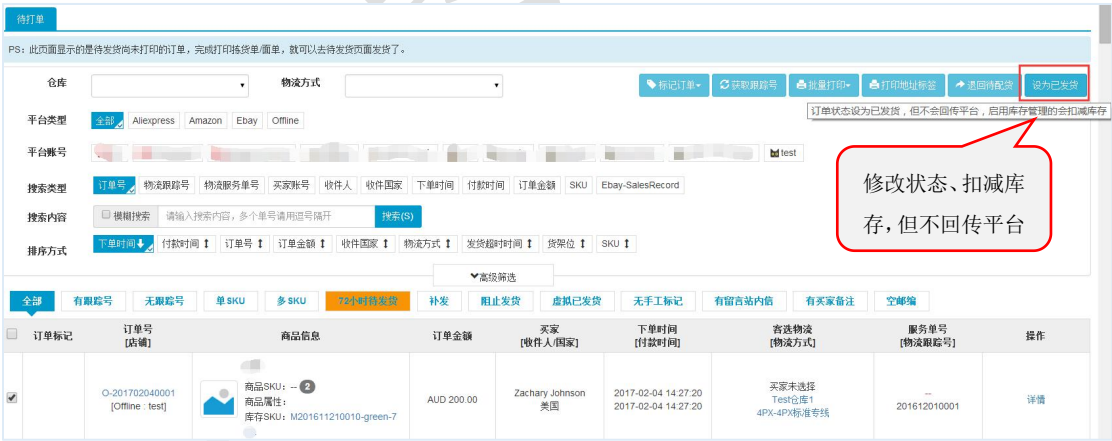 待打单
PS：此页面显示的是待发货尚未打印的订单，完成打印拣货单/面单，就可以去待发货页面发货了。
仓库 物流方式 标记订单 获取跟踪号 批量打印 打印地址标签 退回待配货 设为已发货
订单状态设为已发货，但不会回传平台，启用库存管理的会扣减库存
平台类型 全部 Aliexpress Amazon Ebay Offline
平台账号 test
修改状态、扣减库
存，但不回传平台
搜索类型 订单号 物流跟踪号 物流服务单号 买家账号 收件人 收件国家 下单时间 付款时间 订单金额 SKU Ebay-SalesRecord
搜索内容 模糊搜索 请输入搜索内容，多个单号请用逗号隔开 搜索(S)
排序方式 下单时间 付款时间 订单号 订单金额 收件国家 物流方式 发货超时时间 货架位 SKU
高级筛选
全部 有跟踪号 无跟踪号 单SKU 多SKU 72小时待发货 补发 阻止发货 虚拟已发货 无手工标记 有留言站内信 有买家备注 空邮编
订单标记 订单号 商品信息 订单金额 买家 下单时间 客选物流 服务单号 操作
[店铺] [收件人/国家] [付款时间] [物流方式] [物流跟踪号]
O-201702040001 商品SKU：-- 2 AUD 200.00 Zachary Johnson 2017-02-04 14:27:20 买家未选择 -- 详情
[Offline : test] 商品属性： 美国 2017-02-04 14:27:20 Test仓库1 201612010001
库存SKU：M201611210010-green-7 4PX-4PX标准专线